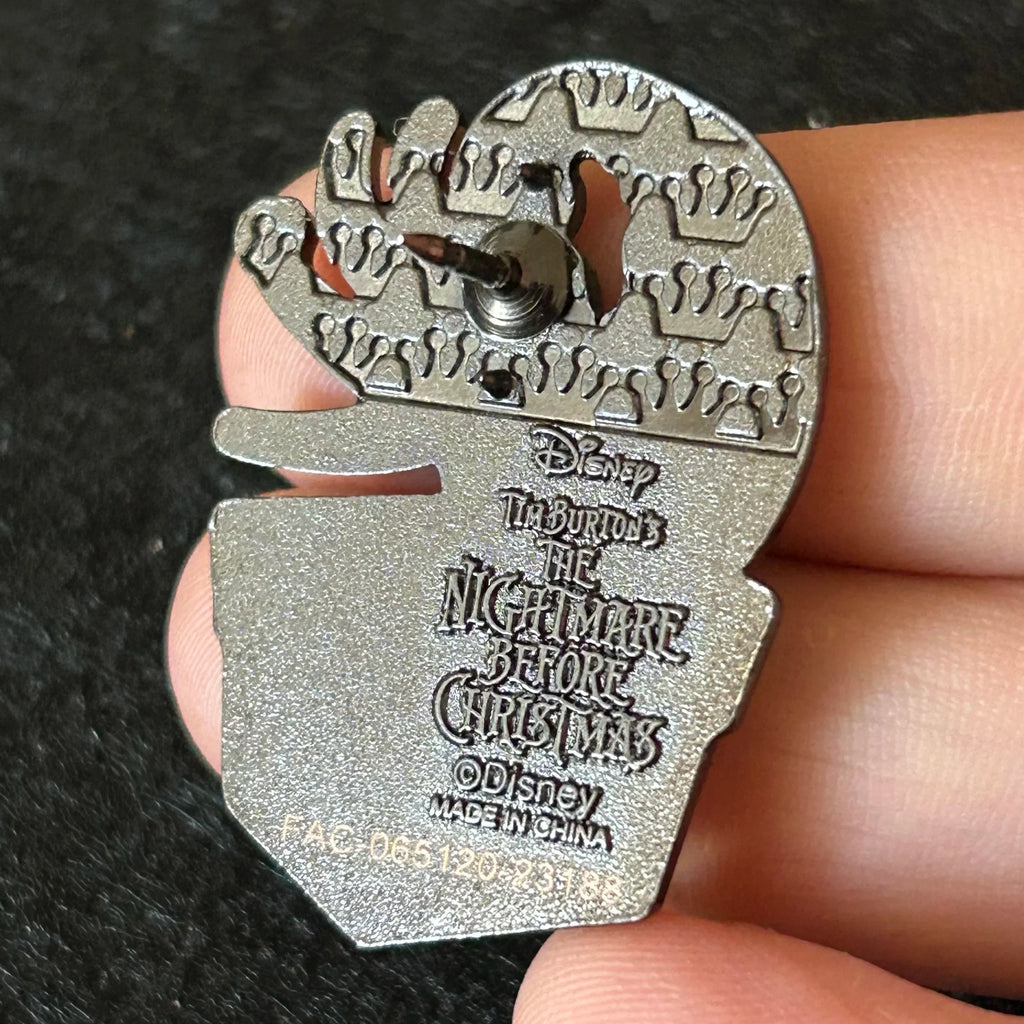 Disney
TIM BURTON'S
THE
NIGHTMARE
BEFORE
CHRISTMAS
©Disney
MADE IN CHINA
FAC-065120-23188